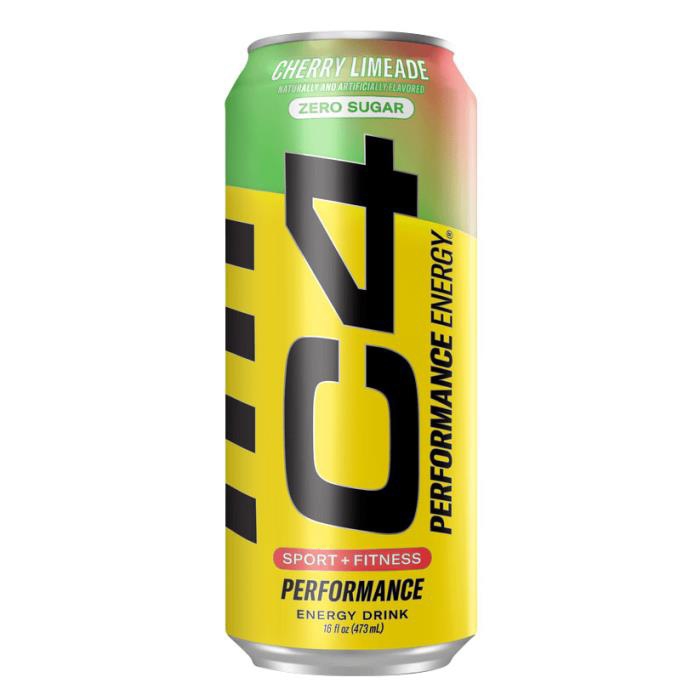 CHERRY LIMEADE
NATURALLY AND ARTIFICIALLY FLAVORED
ZERO SUGAR
C4
PERFORMANCE ENERGY®
SPORT + FITNESS
PERFORMANCE
ENERGY DRINK
16 fl oz (473 mL)